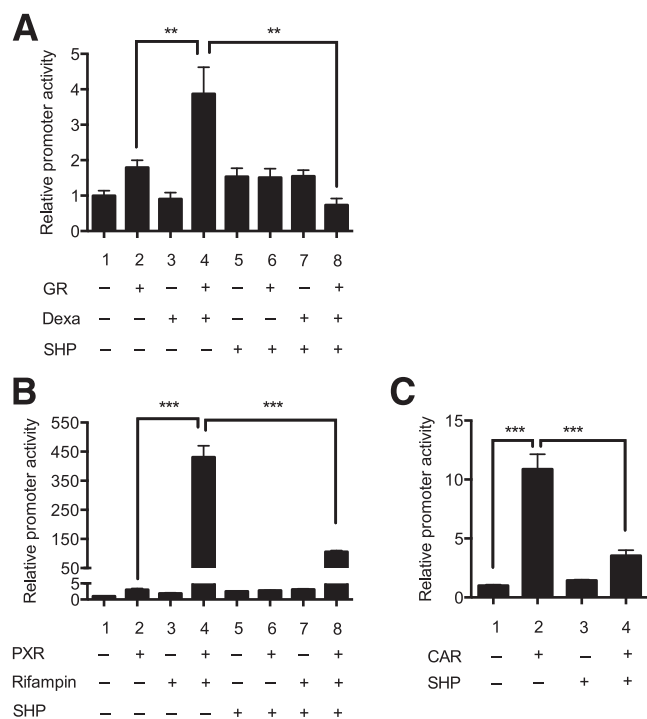 A
** **
Relative promoter activity
5
4
3
2
1
0
1 2 3 4 5 6 7 8
GR – + – + – + – +
Dexa – – + + – – + +
SHP – – – – + + + +
B
*** ***
Relative promoter activity
550
450
350
250
150
50
5
0
1 2 3 4 5 6 7 8
PXR – + – + – + – +
Rifampin – – + + – – + +
SHP – – – – + + + +
C
*** ***
Relative promoter activity
15
10
5
0
1 2 3 4
CAR – + – +
SHP – – + +